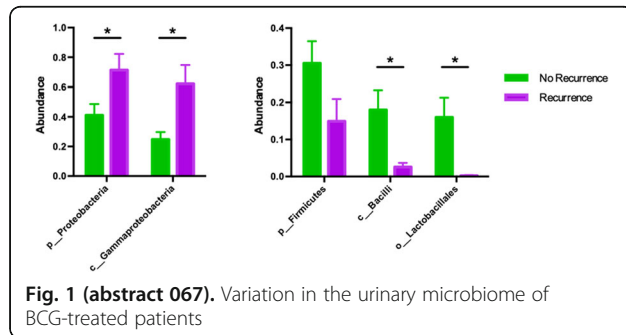 *
*
1.0
0.8
0.6
0.4
0.2
0.0
Abundance
p__Proteobacteria
c__Gammaproteobacteria
*
*
0.4
0.3
0.2
0.1
0.0
Abundance
p__Firmicutes
c__Bacilli
o__Lactobacillales
No Recurrence
Recurrence
Fig. 1 (abstract 067). Variation in the urinary microbiome of
BCG-treated patients